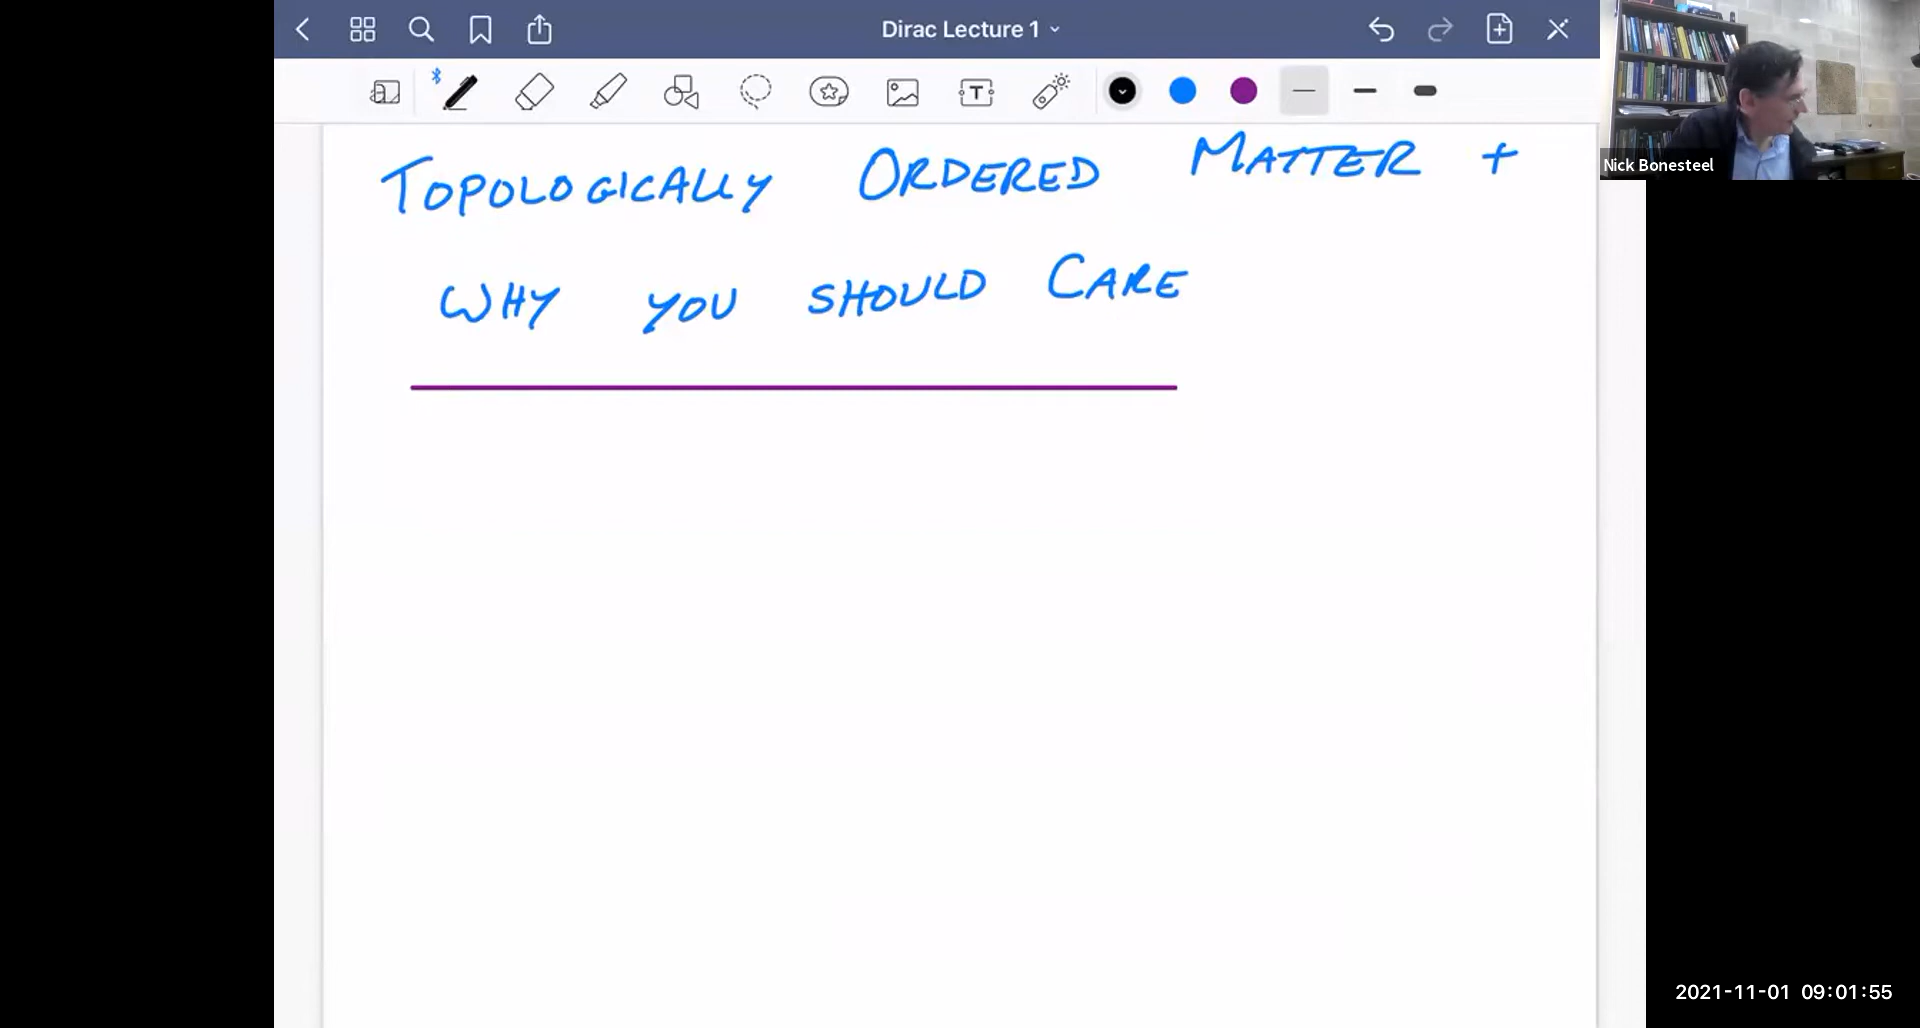 Dirac Lecture 1
T
TOPOLOGICALLY ORDERED MATTER +
WHY YOU SHOULD CARE
Nick Bonesteel
2021-11-01 09:01:55